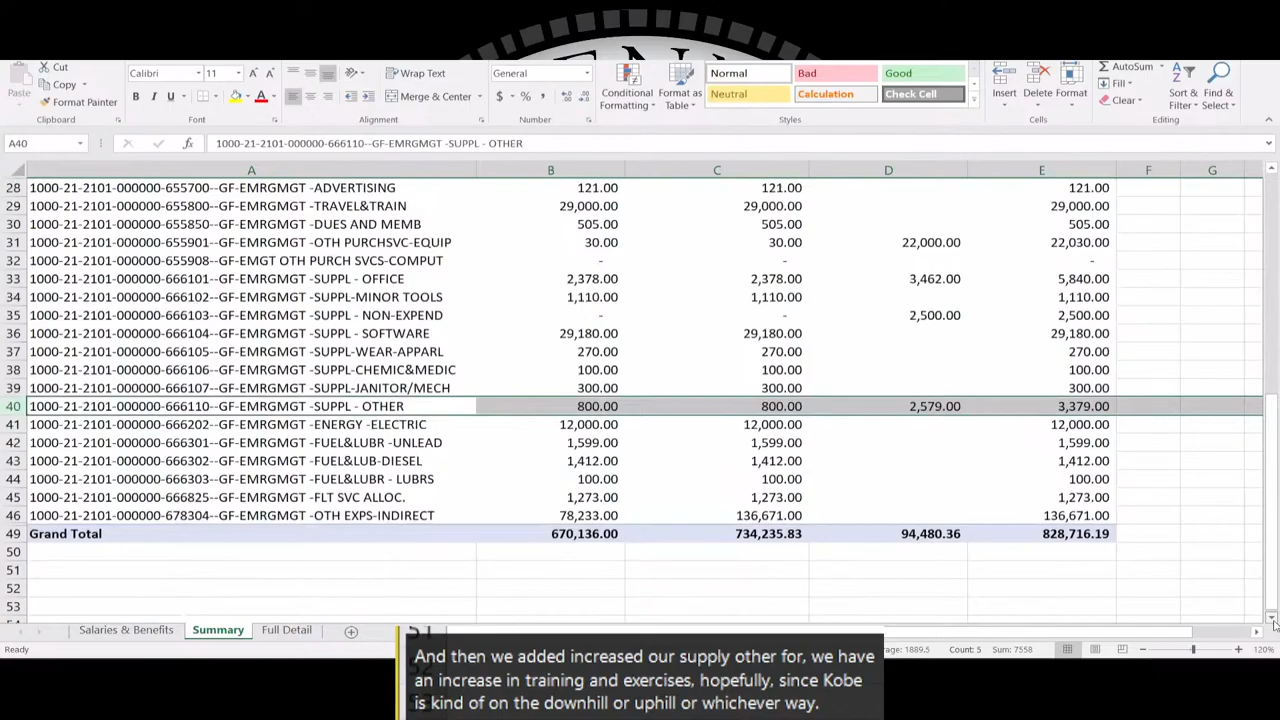 E N
Cut
Copy
Format Painter
Paste
Clipboard
Calibri 11 A A
B I U A
Font
Wrap Text
Merge & Center
Alignment
General
$ % ,
Number
Conditional Formatting
Format as Table
Normal Bad Good
Neutral Calculation Check Cell
Styles
Insert Delete Format
Cells
AutoSum
Fill
Clear
Sort & Filter
Find & Select
Editing
A40 fx 1000-21-2101-000000-666110--GF-EMRGMGT -SUPPL - OTHER
A B C D E F G
28 1000-21-2101-000000-655700--GF-EMRGMGT -ADVERTISING 121.00 121.00 121.00
29 1000-21-2101-000000-655800--GF-EMRGMGT -TRAVEL&TRAIN 29,000.00 29,000.00 29,000.00
30 1000-21-2101-000000-655850--GF-EMRGMGT -DUES AND MEMB 505.00 505.00 505.00
31 1000-21-2101-000000-655901--GF-EMRGMGT -OTH PURCHSVC-EQUIP 30.00 30.00 22,000.00 22,030.00
32 1000-21-2101-000000-655908--GF-EMGT OTH PURCH SVCS-COMPUT - - -
33 1000-21-2101-000000-666101--GF-EMRGMGT -SUPPL - OFFICE 2,378.00 2,378.00 3,462.00 5,840.00
34 1000-21-2101-000000-666102--GF-EMRGMGT -SUPPL-MINOR TOOLS 1,110.00 1,110.00 1,110.00
35 1000-21-2101-000000-666103--GF-EMRGMGT -SUPPL - NON-EXPEND - - 2,500.00 2,500.00
36 1000-21-2101-000000-666104--GF-EMRGMGT -SUPPL - SOFTWARE 29,180.00 29,180.00 29,180.00
37 1000-21-2101-000000-666105--GF-EMRGMGT -SUPPL-WEAR-APPARL 270.00 270.00 270.00
38 1000-21-2101-000000-666106--GF-EMRGMGT -SUPPL-CHEMIC&MEDIC 100.00 100.00 100.00
39 1000-21-2101-000000-666107--GF-EMRGMGT -SUPPL-JANITOR/MECH 300.00 300.00 300.00
40 1000-21-2101-000000-666110--GF-EMRGMGT -SUPPL - OTHER 800.00 800.00 2,579.00 3,379.00
41 1000-21-2101-000000-666202--GF-EMRGMGT -ENERGY -ELECTRIC 12,000.00 12,000.00 12,000.00
42 1000-21-2101-000000-666301--GF-EMRGMGT -FUEL&LUBR -UNLEAD 1,599.00 1,599.00 1,599.00
43 1000-21-2101-000000-666302--GF-EMRGMGT -FUEL&LUB-DIESEL 1,412.00 1,412.00 1,412.00
44 1000-21-2101-000000-666303--GF-EMRGMGT -FUEL&LUBR - LUBRS 100.00 100.00 100.00
45 1000-21-2101-000000-666825--GF-EMRGMGT -FLT SVC ALLOC. 1,273.00 1,273.00 1,273.00
46 1000-21-2101-000000-678304--GF-EMRGMGT -OTH EXPS-INDIRECT 78,233.00 136,671.00 136,671.00
49 Grand Total 670,136.00 734,235.83 94,480.36 828,716.19
50
51
52
53
Salaries & Benefits Summary Full Detail
Ready
Count: 5 Sum: 7558 120%
And then we added increased our supply other for, we have
an increase in training and exercises, hopefully, since Kobe
is kind of on the downhill or uphill or whichever way.